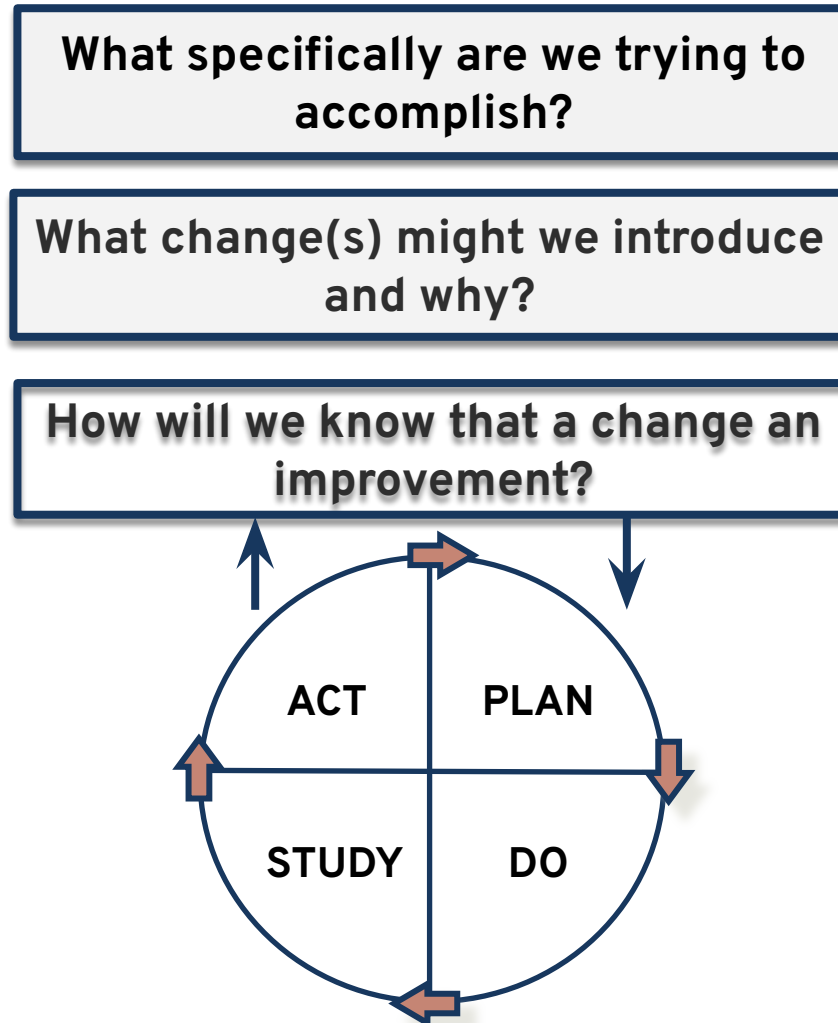 What specifically are we trying to
accomplish?
What change(s) might we introduce
and why?
How will we know that a change an
improvement?
ACT
PLAN
STUDY
DO